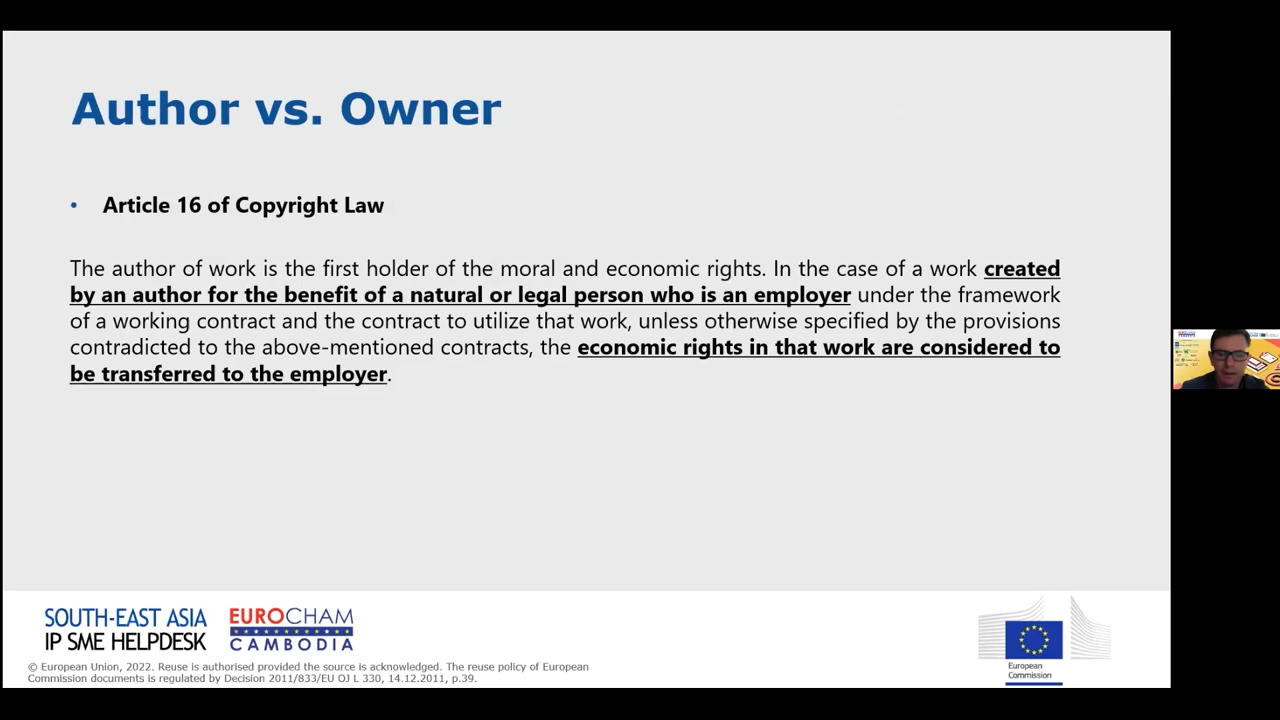 Author vs. Owner
• Article 16 of Copyright Law
The author of work is the first holder of the moral and economic rights. In the case of a work created
by an author for the benefit of a natural or legal person who is an employer under the framework
of a working contract and the contract to utilize that work, unless otherwise specified by the provisions
contradicted to the above-mentioned contracts, the economic rights in that work are considered to
be transferred to the employer.
SOUTH-EAST ASIA
IP SME HELPDESK
EUROCHAM
CAMBODIA
European
Commission
© European Union, 2022. Reuse is authorised provided the source is acknowledged. The reuse policy of European
Commission documents is regulated by Decision 2011/833/EU OJ L 330, 14.12.2011, p.39.